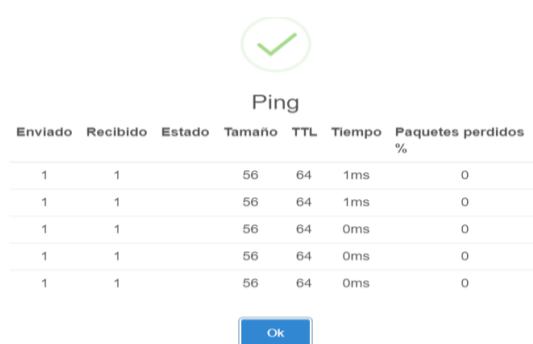 Ping
Enviado Recibido Estado Tamaño TTL Tiempo Paquetes perdidos
%
1 1 56 64 1ms 0
1 1 56 64 1ms 0
1 1 56 64 0ms 0
1 1 56 64 0ms 0
1 1 56 64 0ms 0
Ok